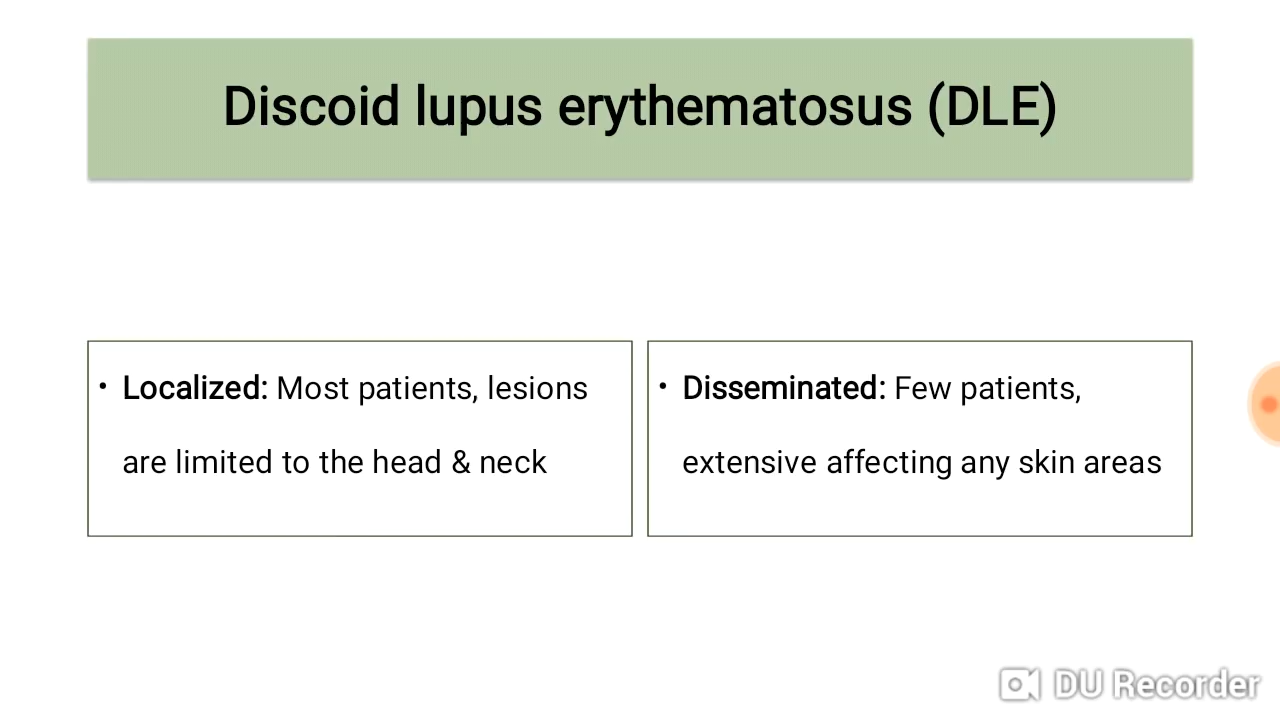 Discoid lupus erythematosus (DLE)
• Localized: Most patients, lesions
are limited to the head & neck
• Disseminated: Few patients,
extensive affecting any skin areas
DU Recorder